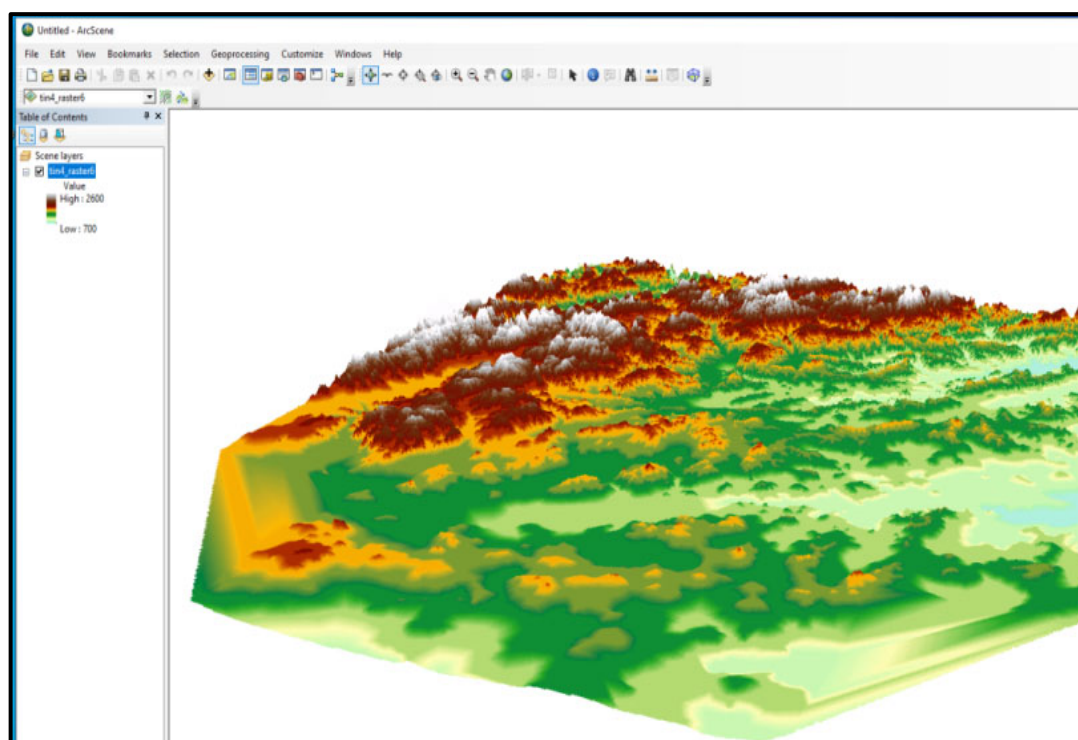 Untitled - ArcScene
File Edit View Bookmarks Selection Geoprocessing Customize Windows Help
tin4_raster6
Table of Contents
Scene layers
tin4_raster6
Value
High : 2600
Low : 700